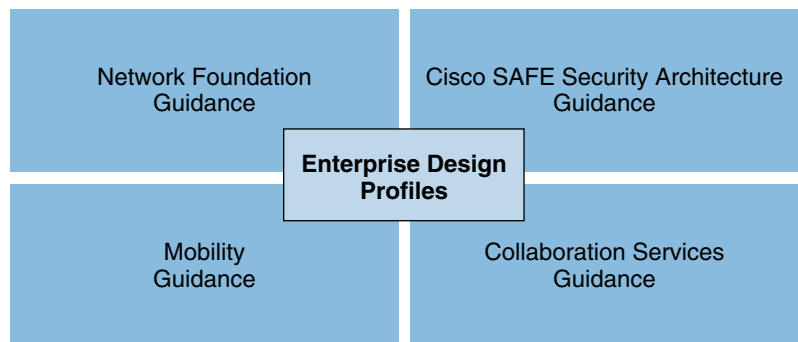 Network Foundation
Guidance
Cisco SAFE Security Architecture
Guidance
Enterprise Design
Profiles
Mobility
Guidance
Collaboration Services
Guidance